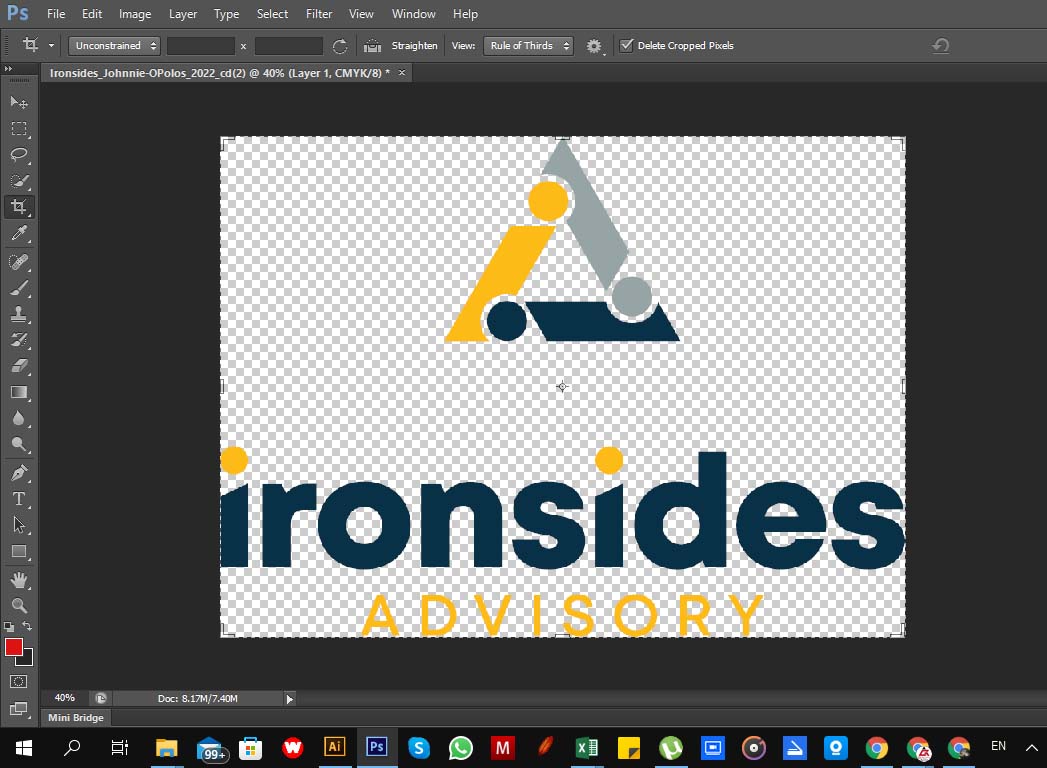 Ps File Edit Image Layer Type Select Filter View Window Help
Unconstrained x Straighten View: Rule of Thirds Delete Cropped Pixels
Ironsides_Johnnie-OPolos_2022_cd(2) @ 40% (Layer 1, CMYK/8) * ×
ironsides
ADVISORY
T
40% Doc: 8.17M/7.40M
Mini Bridge
99+ W Ai Ps S M X EN